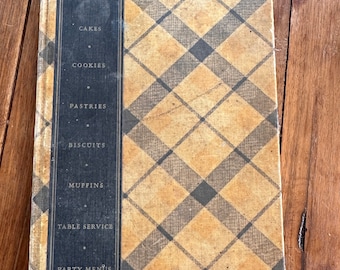 CAKES
COOKIES
PASTRIES
BISCUITS
MUFFINS
TABLE SERVICE
PARTY MENUS